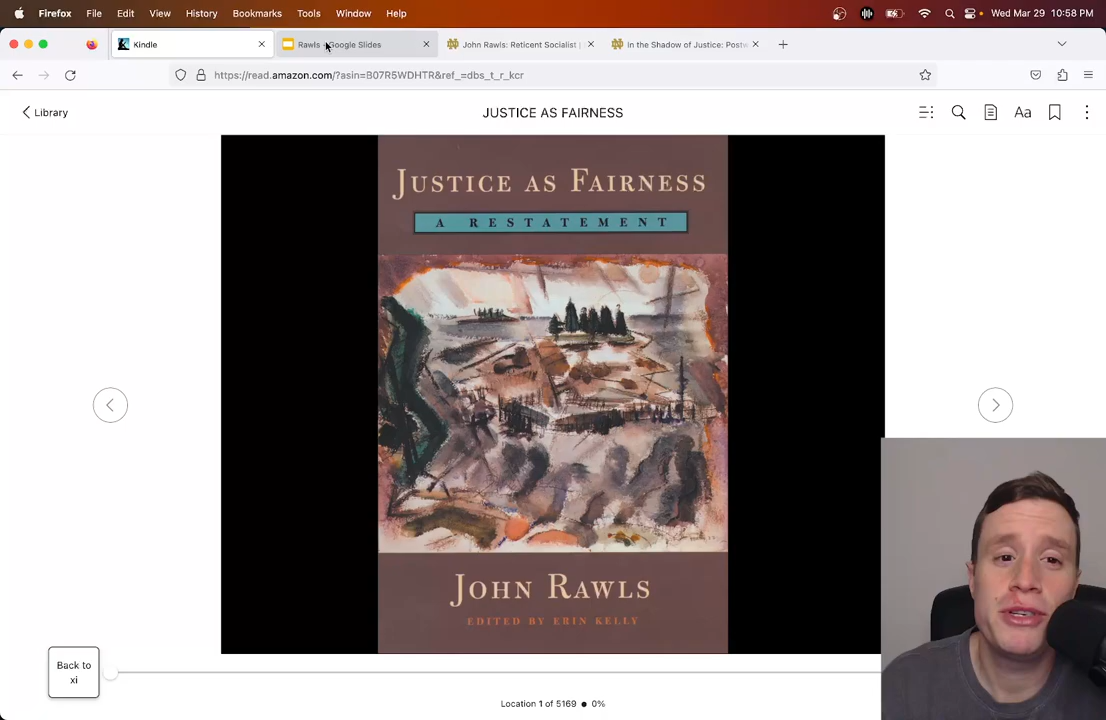 Firefox File Edit View History Bookmarks Tools Window Help Wed Mar 29 10:58 PM
Kindle Rawls - Google Slides John Rawls: Reticent Socialist | In the Shadow of Justice: Postw
https://read.amazon.com/?asin=B07R5WDHTR&ref_=dbs_t_r_kcr
Library JUSTICE AS FAIRNESS Aa
JUSTICE AS FAIRNESS
A RESTATEMENT
JOHN RAWLS
EDITED BY ERIN KELLY
Back to
xi
Location 1 of 5169 ● 0%